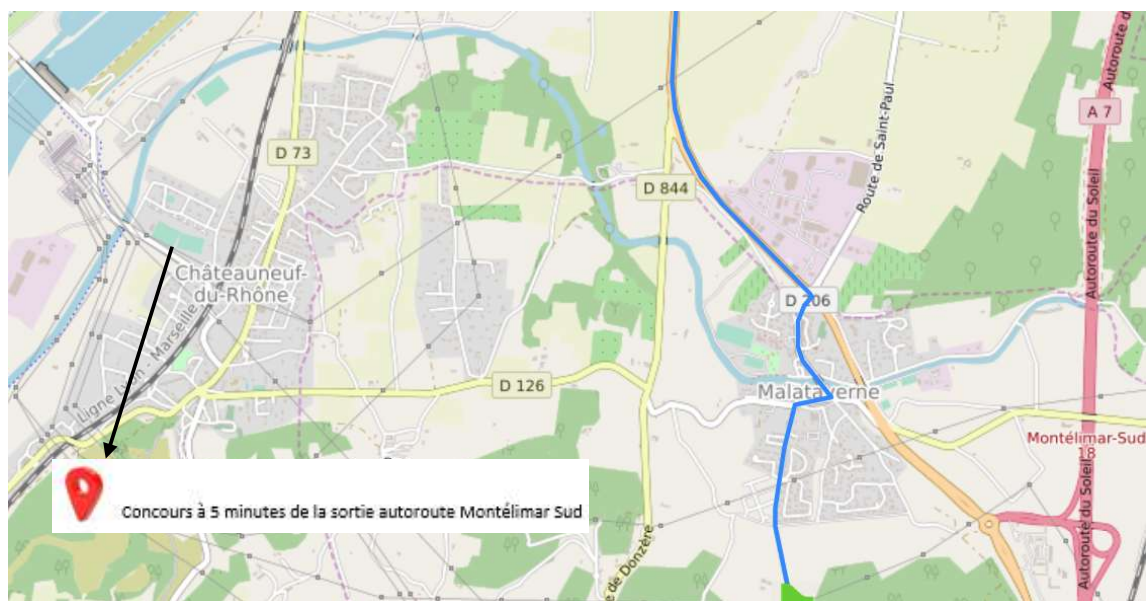 Autoroute d
A 7
D 73
D 844
Route de Saint-Paul
Autoroute du Soleil
Châteauneuf-
du-Rhône
D 206
Ligne Lyon - Marseille
D 126
Malataverne
Montélimar-Sud
18
Concours à 5 minutes de la sortie autoroute Montélimar Sud
e de Donzère
Autoroute du Soleil